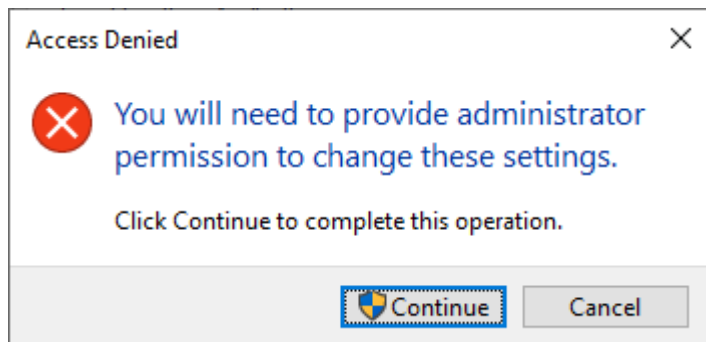 Access Denied
You will need to provide administrator
permission to change these settings.
Click Continue to complete this operation.
Continue
Cancel